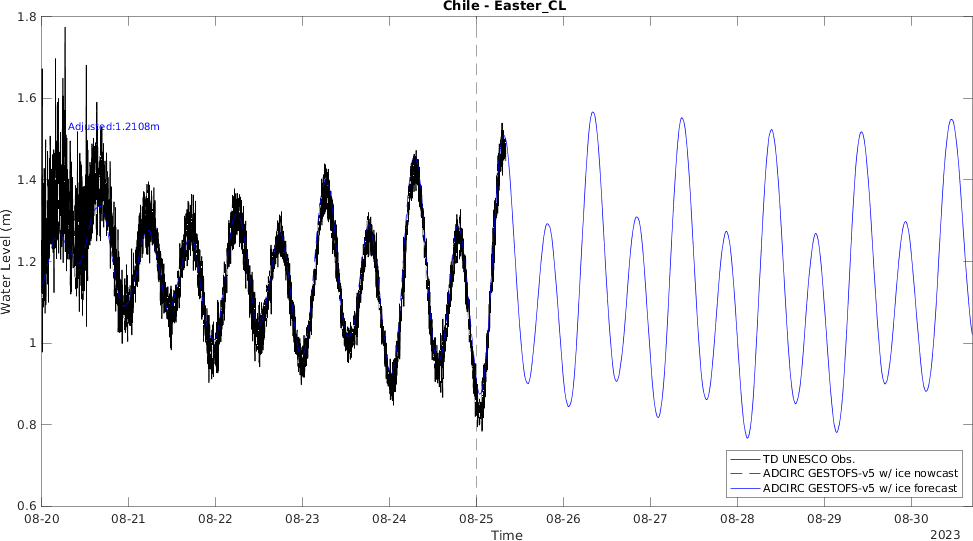 Chile - Easter_CL
1.8
1.6
1.4
1.2
1
0.8
0.6
Water Level (m)
Adjusted:1.2108m
TD UNESCO Obs.
ADCIRC GESTOFS-v5 w/ ice nowcast
ADCIRC GESTOFS-v5 w/ ice forecast
08-20 08-21 08-22 08-23 08-24 08-25 08-26 08-27 08-28 08-29 08-30
Time
2023